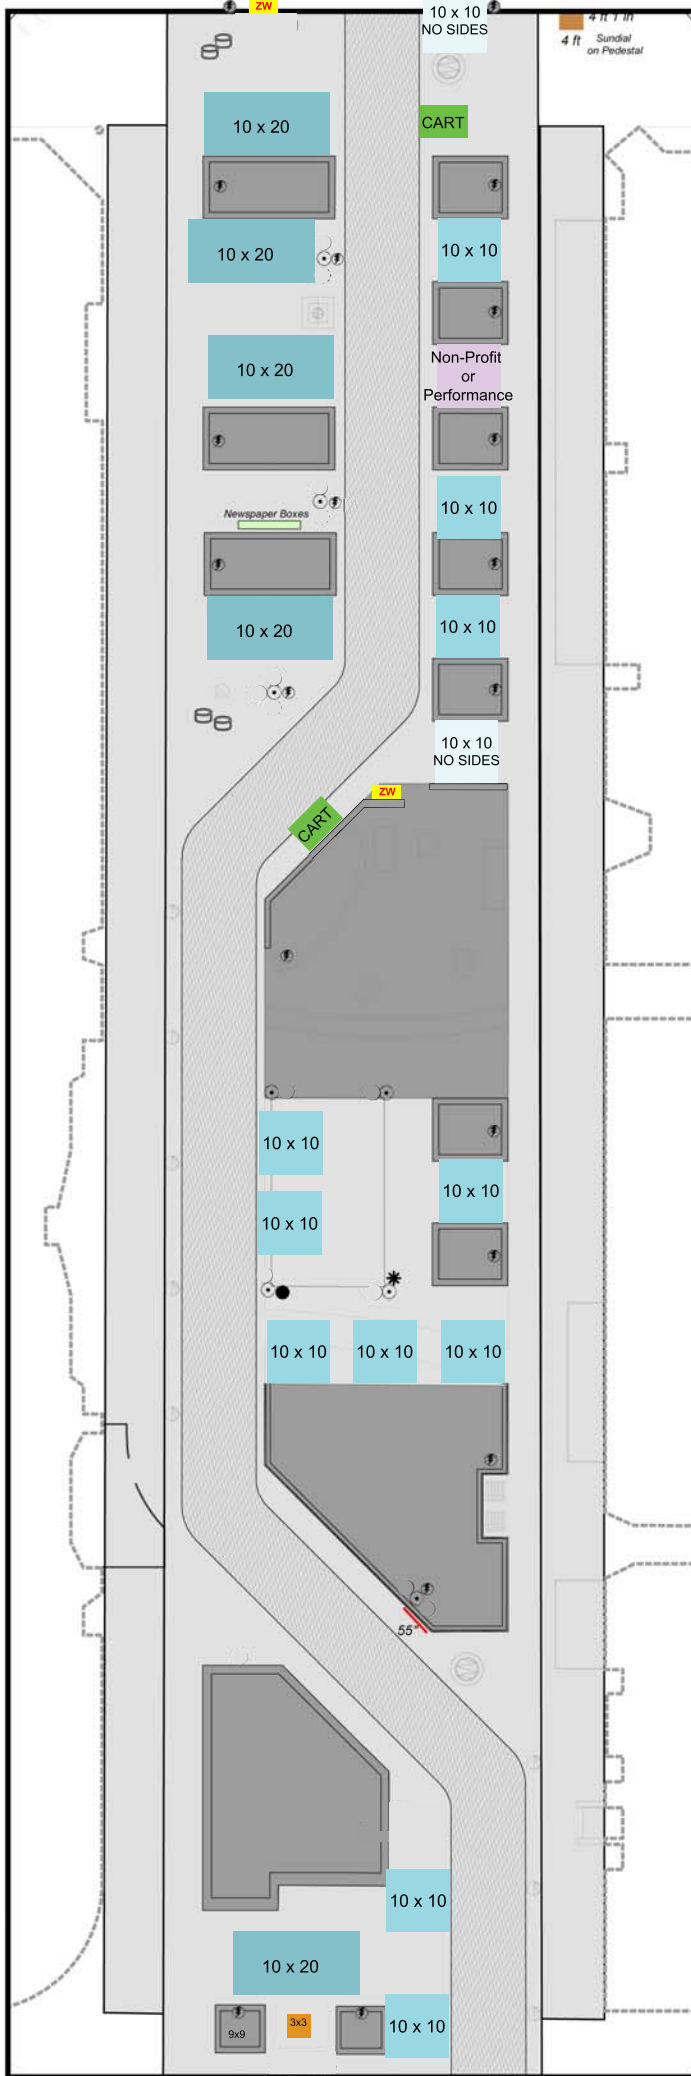 ZW
10 x 10
NO SIDES
4 ft 1 in
4 ft
Sundial
on Pedestal
10 x 20
CART
10 x 20
10 x 10
10 x 20
Non-Profit
or
Performance
10 x 10
Newspaper Boxes
10 x 20
10 x 10
10 x 10
NO SIDES
ZW
CART
10 x 10
10 x 10
10 x 10
10 x 10
10 x 10
10 x 10
55"
10 x 10
10 x 20
3x3
9x9
10 x 10